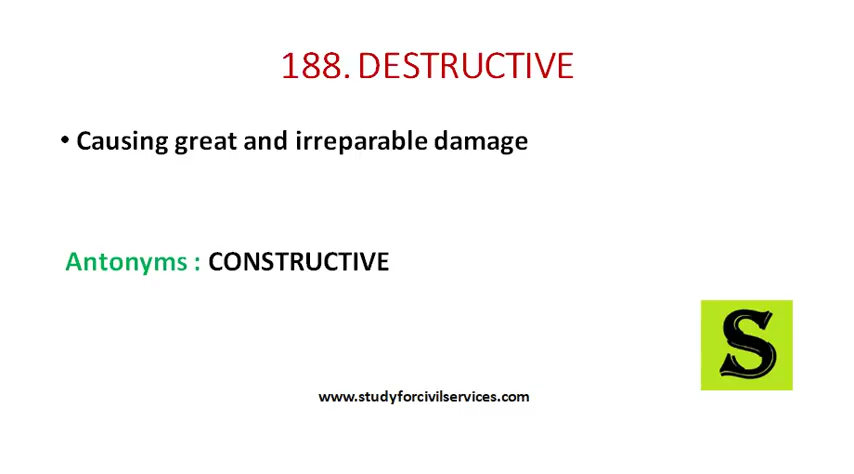 188. DESTRUCTIVE
• Causing great and irreparable damage
Antonyms : CONSTRUCTIVE
S
www.studyforcivilservices.com